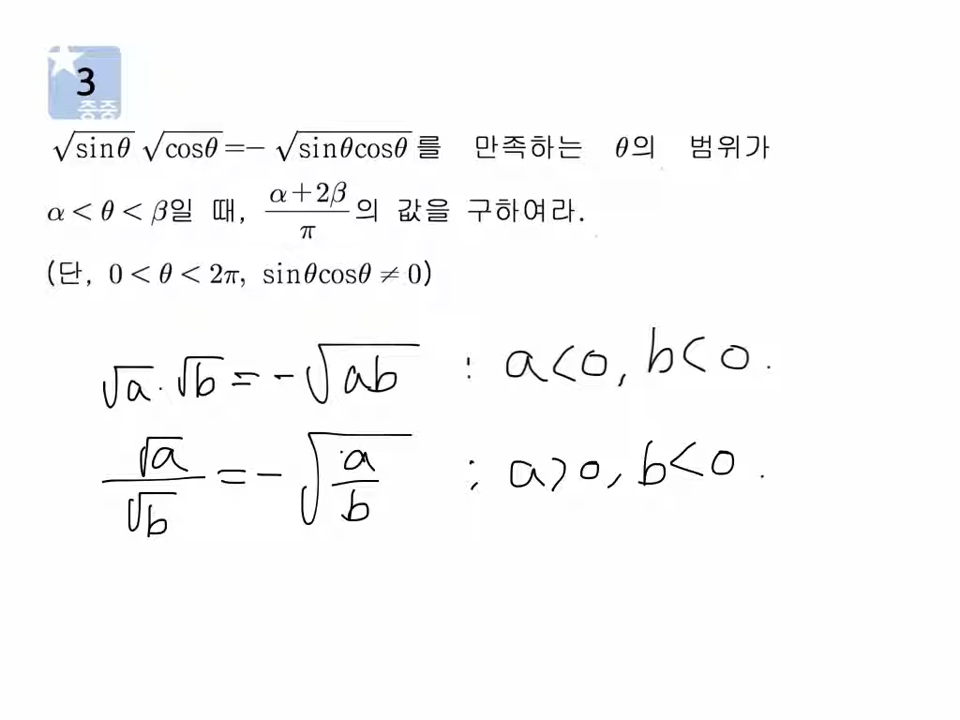 3
중중
√sinθ √cosθ = − √sinθcosθ 를 만족하는 θ의 범위가
α < θ < β일 때, (α+2β)/π 의 값을 구하여라.
(단, 0 < θ < 2π, sinθcosθ ≠ 0)
√a · √b = − √ab : a<0, b<0.
√a/√b = − √(a/b) ; a>0, b<0.